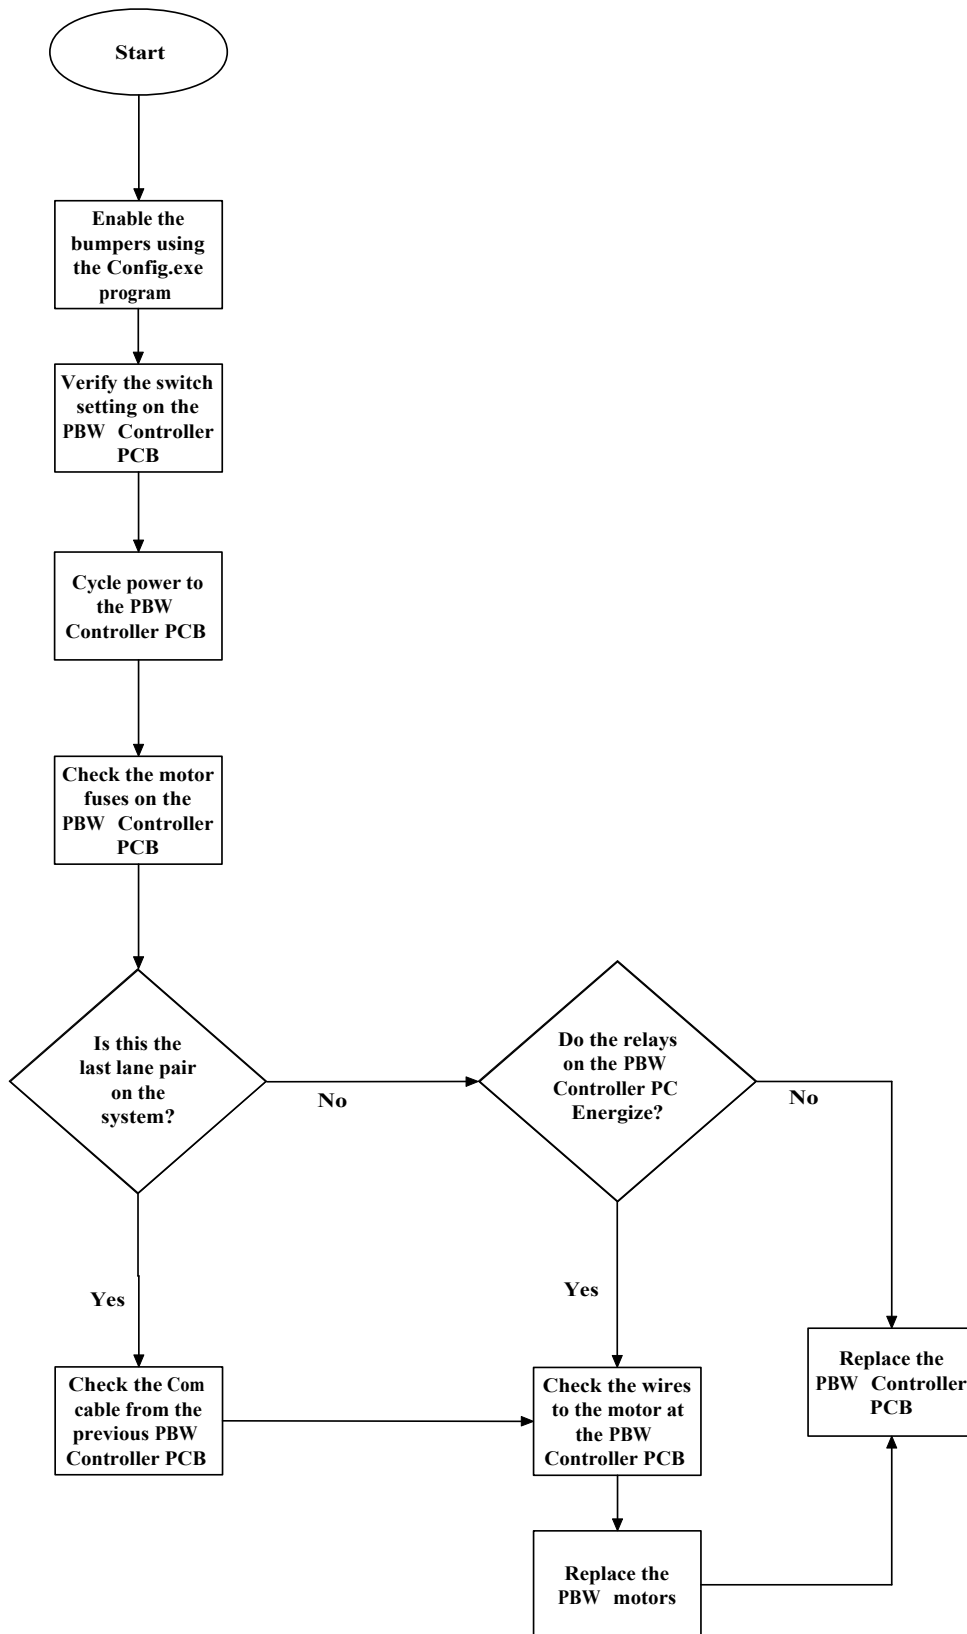 Start
Enable the
bumpers using
the Config.exe
program
Verify the switch
setting on the
PBW Controller
PCB
Cycle power to
the PBW
Controller PCB
Check the motor
fuses on the
PBW Controller
PCB
Is this the
last lane pair
on the
system?
No
Do the relays
on the PBW
Controller PC
Energize?
No
Yes
Yes
Check the Com
cable from the
previous PBW
Controller PCB
Check the wires
to the motor at
the PBW
Controller PCB
Replace the
PBW Controller
PCB
Replace the
PBW motors